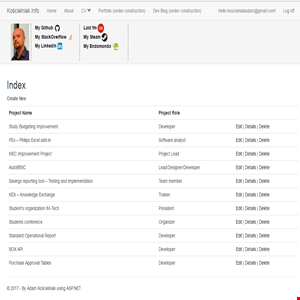 Kościelniak.Info Home About CV Portfolio (under construction) Dev Blog (under construction) Hello koscielniakadam@gmail.com! Log off
My Github Last fm
My StackOverflow My Steam
My LinkedIn My Endomondo
Index
Create New
Project Name Project Role
Study Budgeting Improvement Developer Edit | Details | Delete
PEx – Philips Excel add-in Software analyst Edit | Details | Delete
MEC Improvement Project Project Lead Edit | Details | Delete
AutoBBSC Lead/Designer/Developer Edit | Details | Delete
Savings reporting tool – Testing and implementation Team member Edit | Details | Delete
KEX – Knowledge Exchange Trainer Edit | Details | Delete
Student's organization IM-Tech President Edit | Details | Delete
Students conference Organizer Edit | Details | Delete
Standard Operational Report Developer Edit | Details | Delete
BOX API Developer Edit | Details | Delete
Purchase Approval Tables Developer Edit | Details | Delete
© 2017 - By Adam Kościelniak using ASP.NET